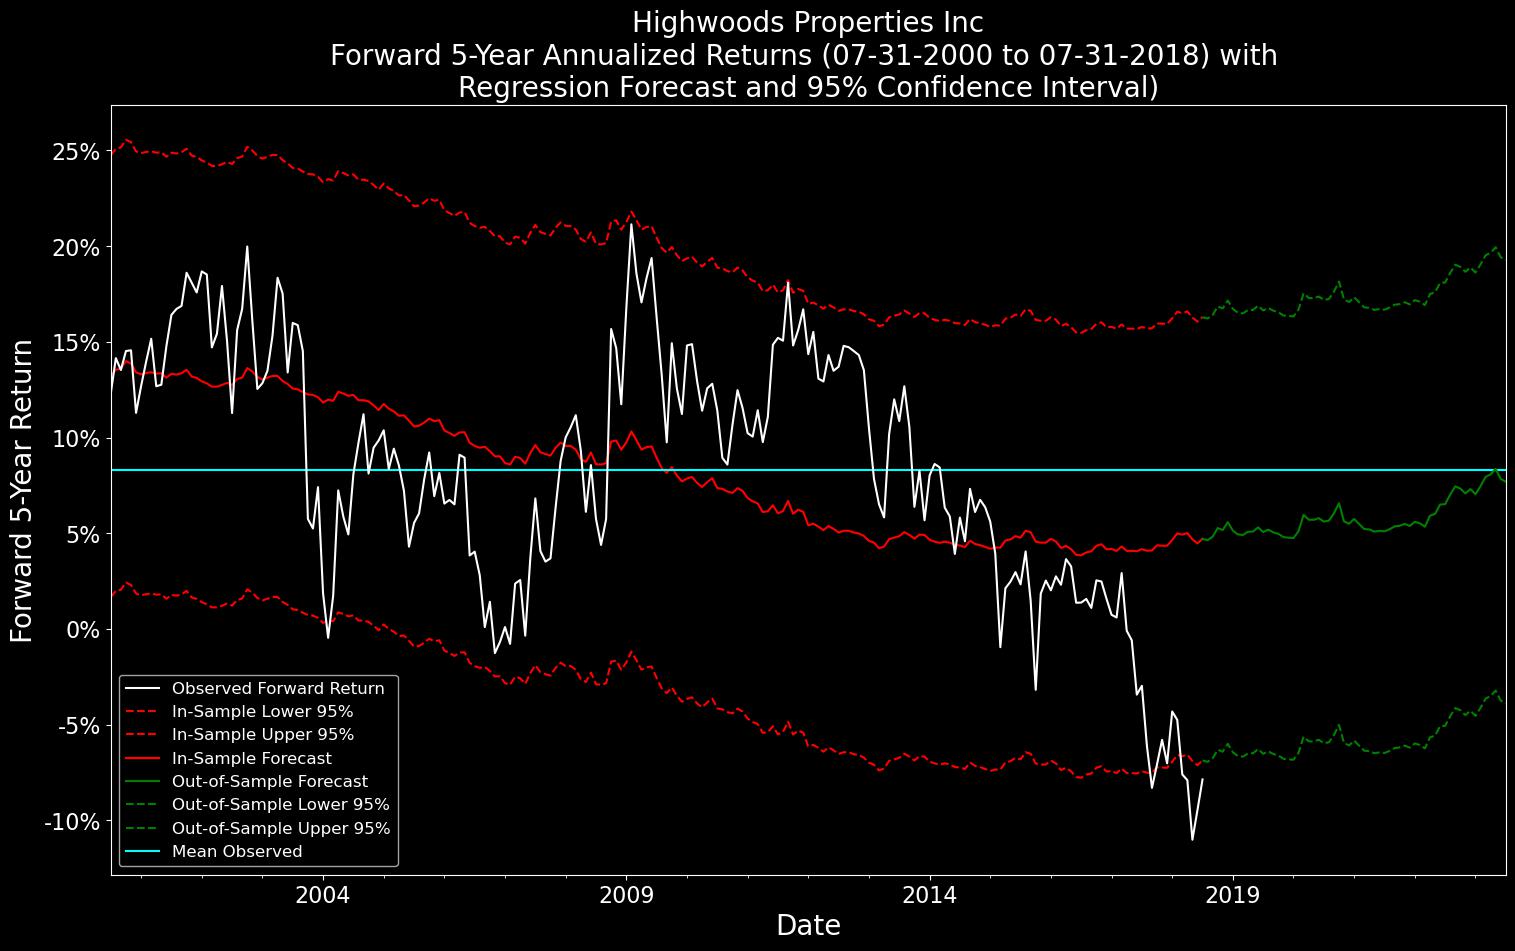 Highwoods Properties Inc
Forward 5-Year Annualized Returns (07-31-2000 to 07-31-2018) with
Regression Forecast and 95% Confidence Interval)
Forward 5-Year Return
25%
20%
15%
10%
5%
0%
-5%
-10%
Observed Forward Return
In-Sample Lower 95%
In-Sample Upper 95%
In-Sample Forecast
Out-of-Sample Forecast
Out-of-Sample Lower 95%
Out-of-Sample Upper 95%
Mean Observed
2004
2009
2014
2019
Date